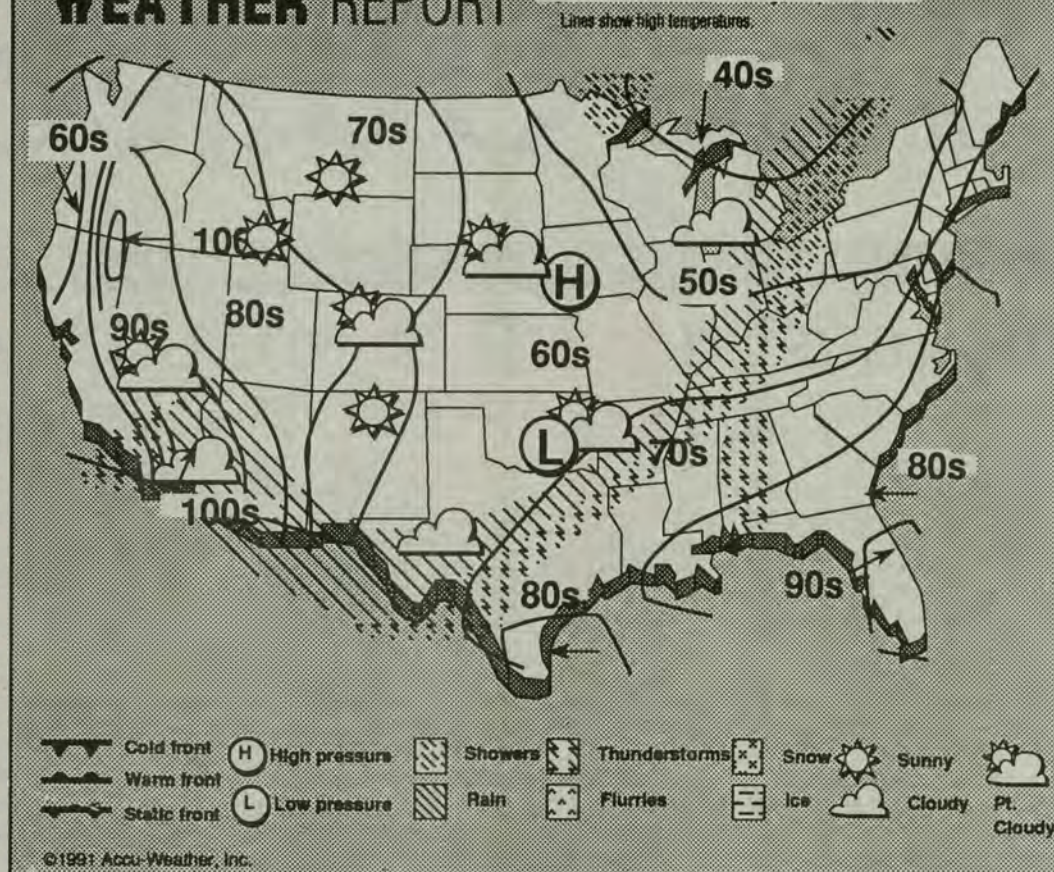 WEATHER REPORT
Lines show high temperatures.
40s
60s
70s
50s
90s
80s
60s
70s
80s
100s
80s
90s
Cold front
High pressure
Showers
Thunderstorms
Snow
Sunny
Warm front
Static front
Low pressure
Rain
Flurries
Ice
Cloudy
Pt.
Cloudy
H
L
H
L
©1991 Accu-Weather, Inc.